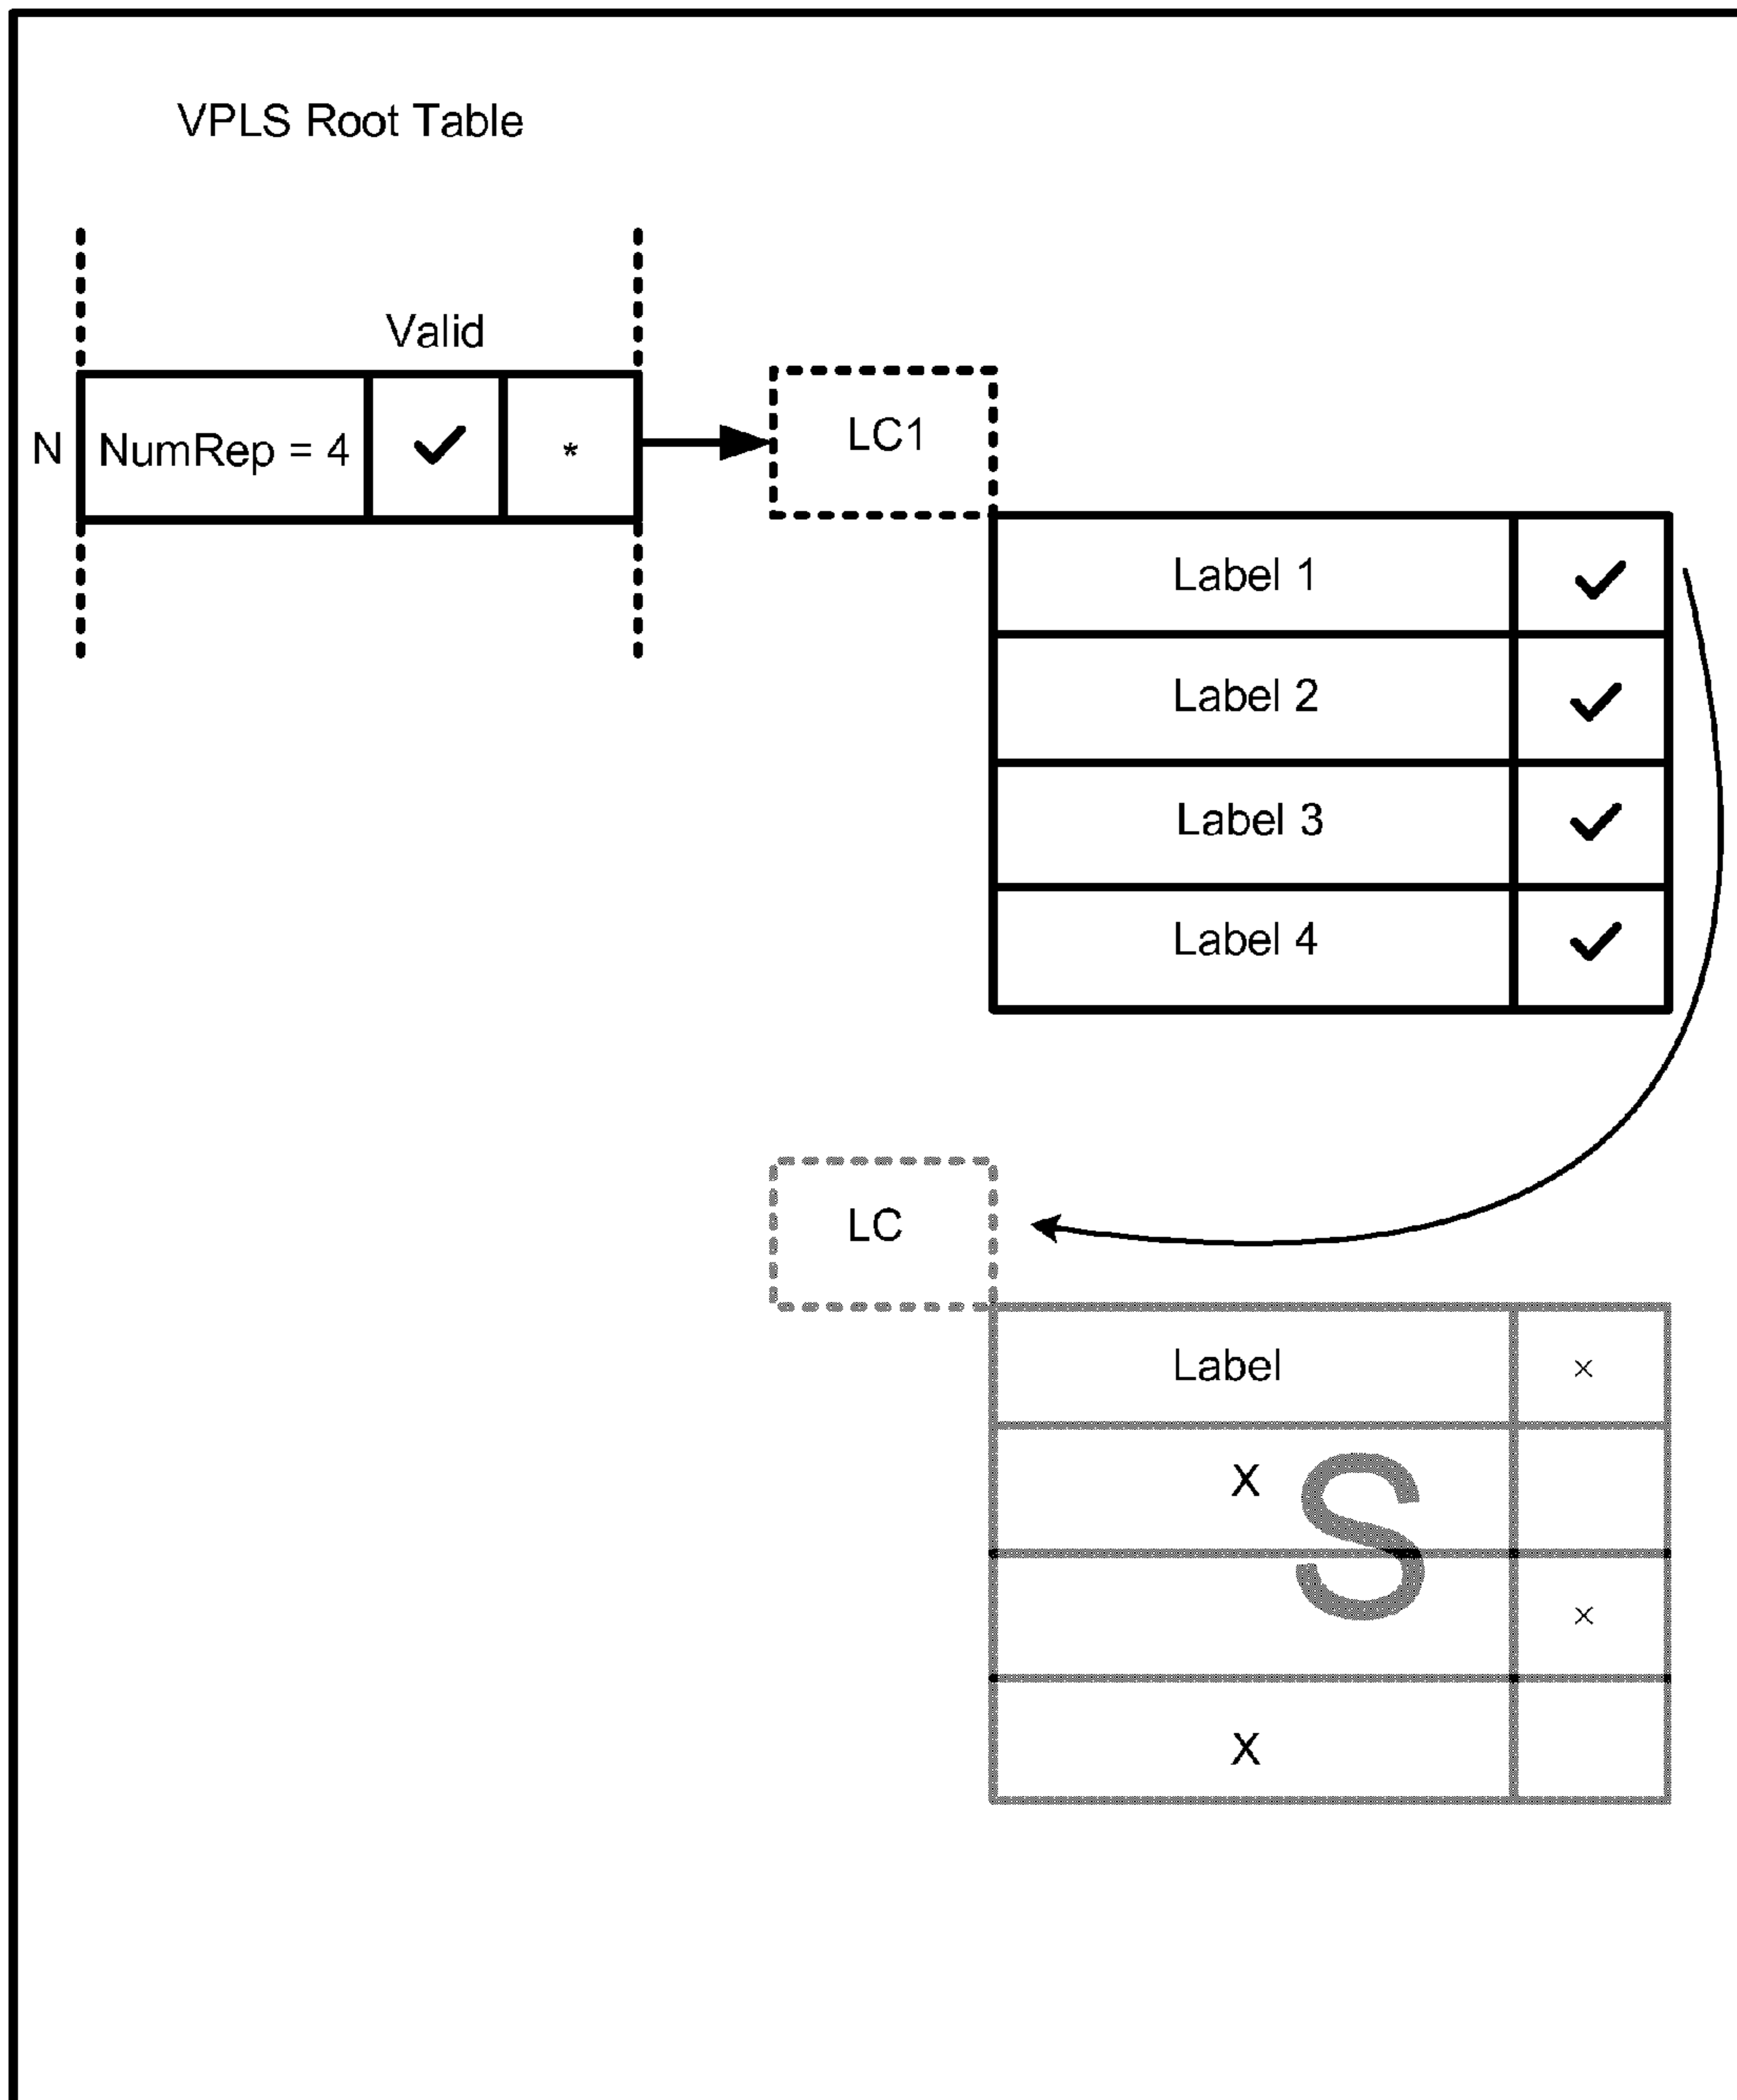 VPLS Root Table
Valid
N NumRep = 4 ✓ *
LC1
Label 1 ✓
Label 2 ✓
Label 3 ✓
Label 4 ✓
LC
Label ×
X
S
×
X